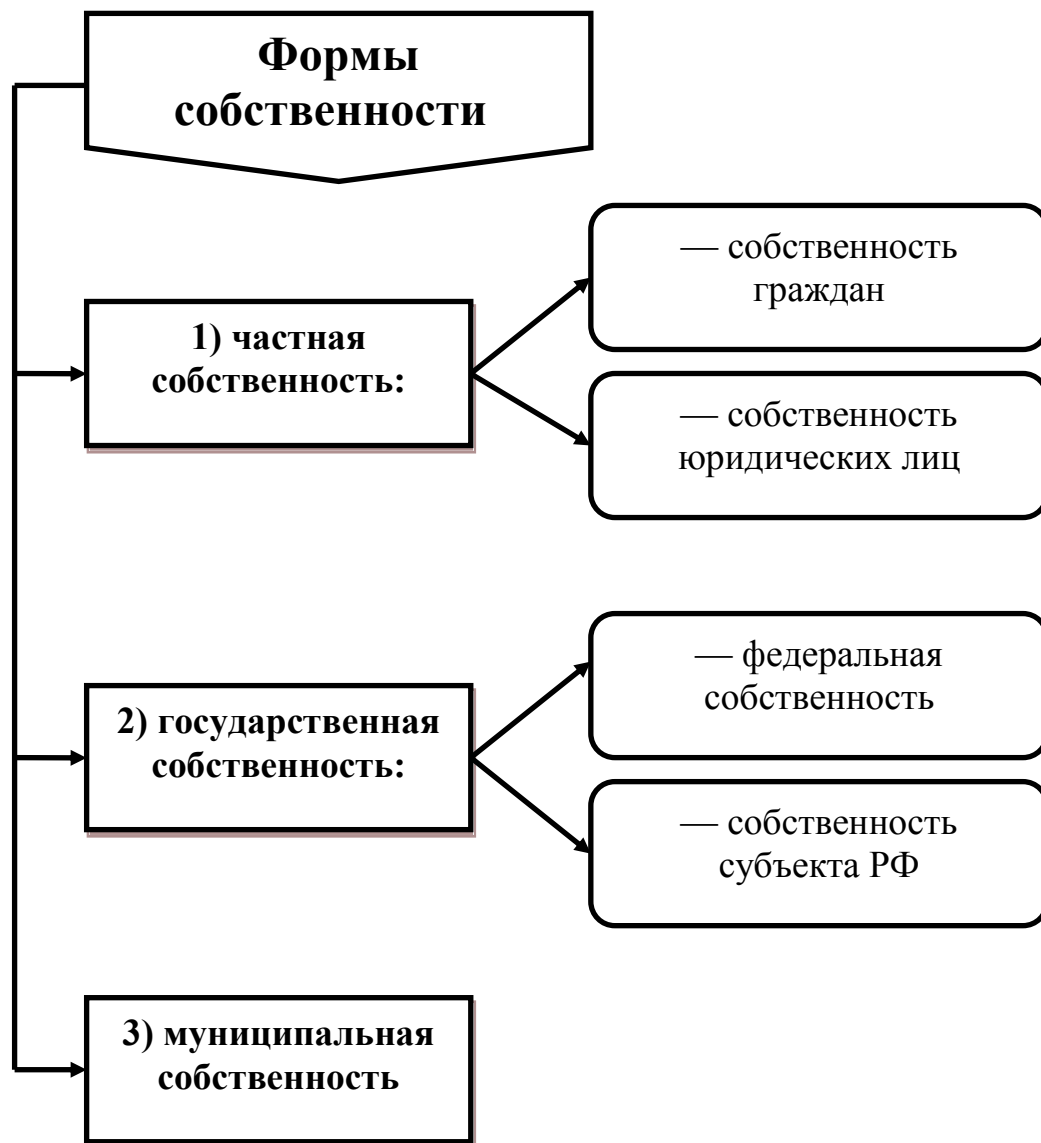 Формы
собственности
1) частная
собственность:
— собственность
граждан
— собственность
юридических лиц
2) государственная
собственность:
— федеральная
собственность
— собственность
субъекта РФ
3) муниципальная
собственность